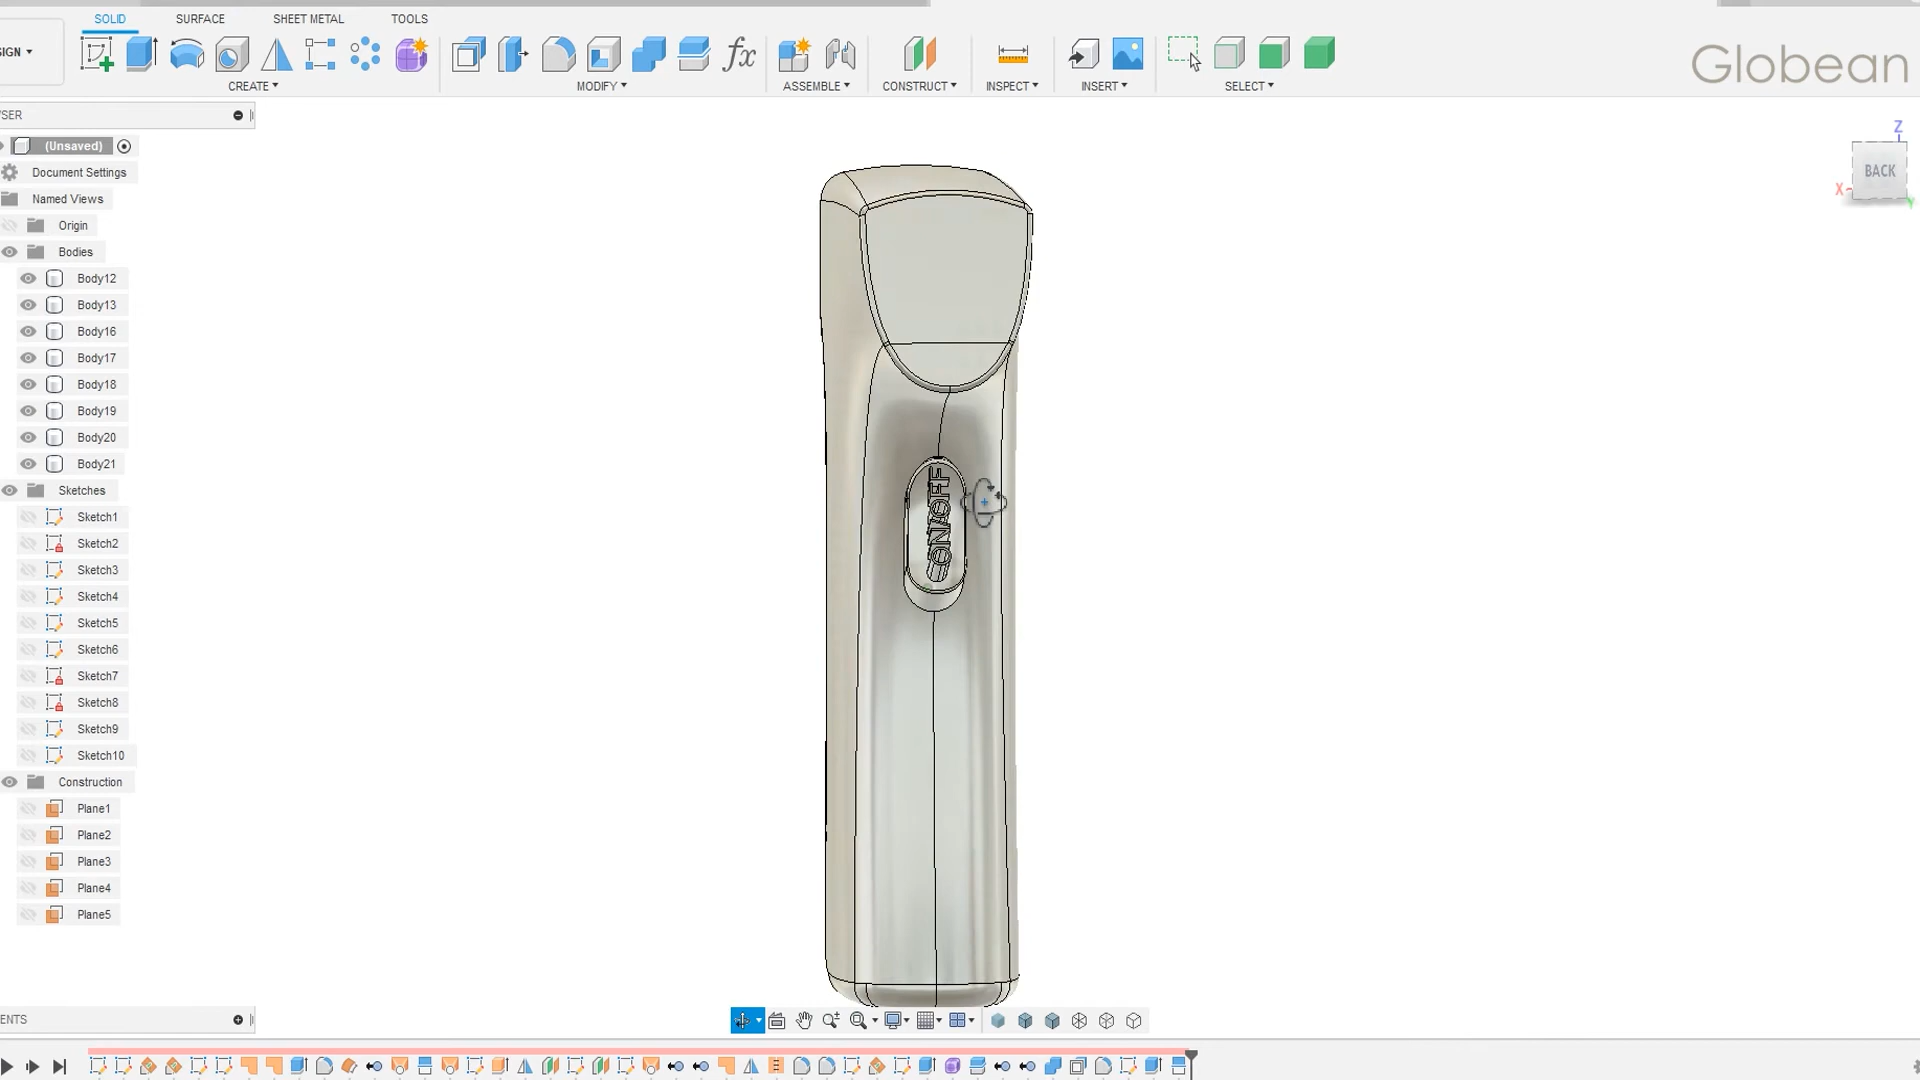 SOLID SURFACE SHEET METAL TOOLS
SIGN
CREATE MODIFY ASSEMBLE CONSTRUCT INSPECT INSERT SELECT
Globean
SER
(Unsaved)
Document Settings
Named Views
Origin
Bodies
Body12
Body13
Body16
Body17
Body18
Body19
Body20
Body21
Sketches
Sketch1
Sketch2
Sketch3
Sketch4
Sketch5
Sketch6
Sketch7
Sketch8
Sketch9
Sketch10
Construction
Plane1
Plane2
Plane3
Plane4
Plane5
Z
BACK
X
Y
ON/OFF
ENTS